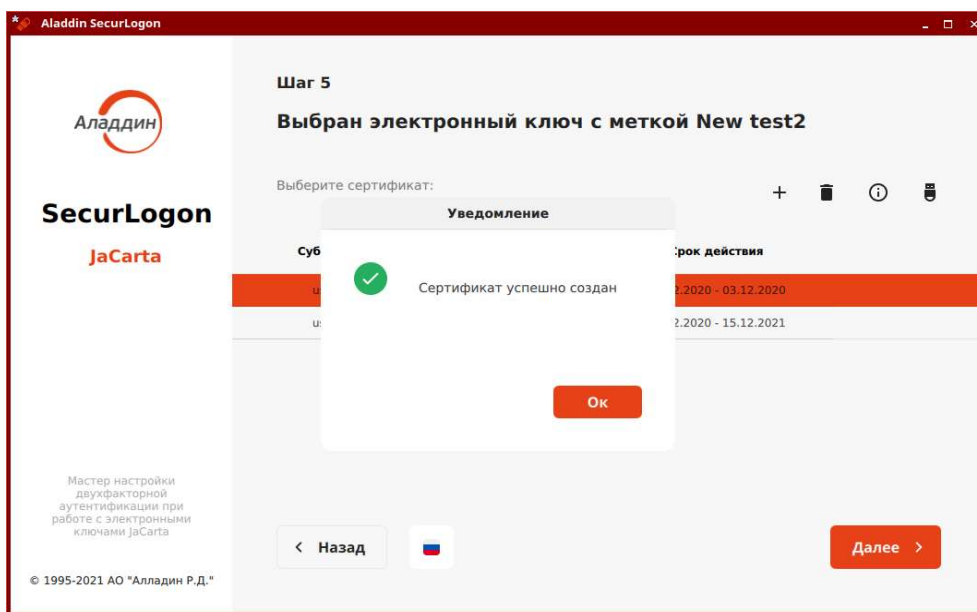 Aladdin SecurLogon
Аладдин
SecurLogon
JaCarta
Мастер настройки
двухфакторной
аутентификации при
работе с электронными
ключами JaCarta
© 1995-2021 АО "Алладин Р.Д."
Шаг 5
Выбран электронный ключ с меткой New test2
Выберите сертификат:
Уведомление
Суб
рок действия
Сертификат успешно создан
2.2020 - 03.12.2020
2.2020 - 15.12.2021
Ок
Назад
Далее